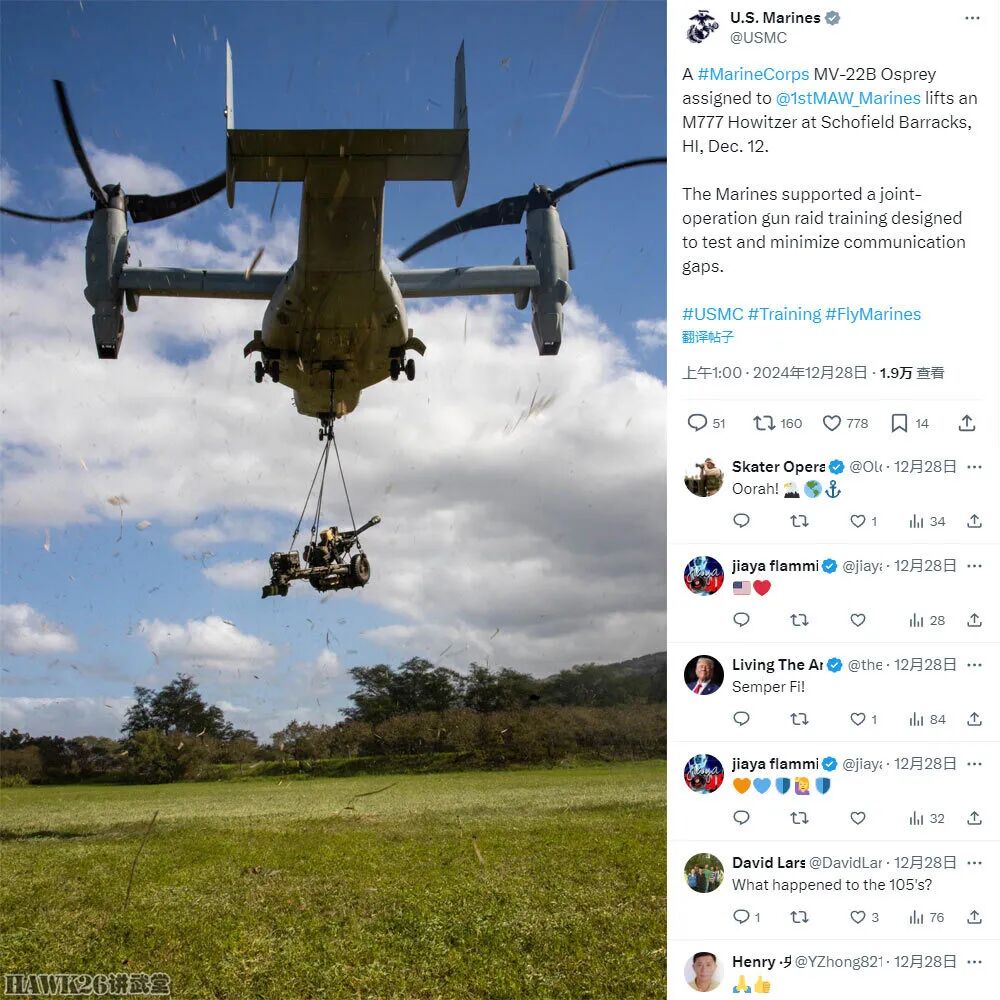 U.S. Marines
@USMC
A #MarineCorps MV-22B Osprey
assigned to @1stMAW_Marines lifts an
M777 Howitzer at Schofield Barracks,
HI, Dec. 12.
The Marines supported a joint-
operation gun raid training designed
to test and minimize communication
gaps.
#USMC #Training #FlyMarines
翻译帖子
上午1:00 · 2024年12月28日 · 1.9万 查看
51 160 778 14
Skater Opera @Ol · 12月28日
Oorah!
1 34
jiaya flammi @jiaya · 12月28日
28
Living The Ar @the · 12月28日
Semper Fi!
1 84
jiaya flammi @jiaya · 12月28日
32
David Lars @DavidLar · 12月28日
What happened to the 105's?
1 3 76
Henry @YZhong821 · 12月28日
HAWK26讲武堂